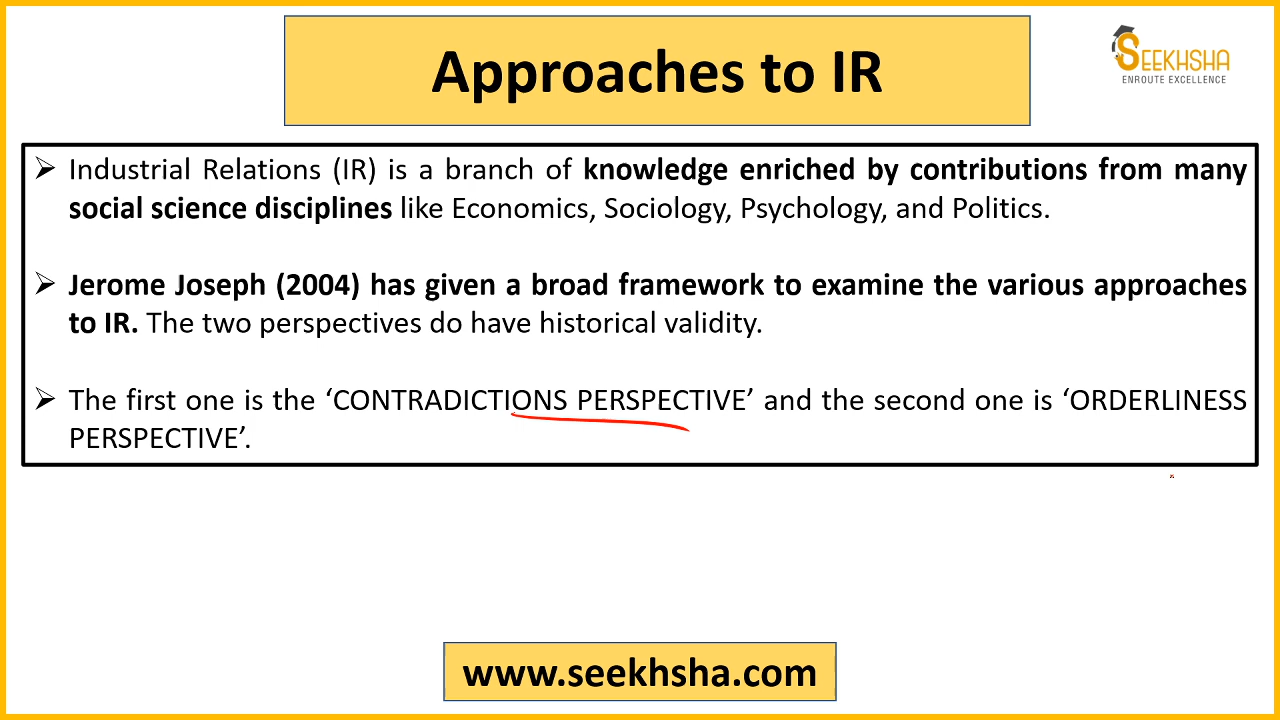 Approaches to IR
SEEKHSHA
ENROUTE EXCELLENCE
➢ Industrial Relations (IR) is a branch of knowledge enriched by contributions from many
social science disciplines like Economics, Sociology, Psychology, and Politics.
➢ Jerome Joseph (2004) has given a broad framework to examine the various approaches
to IR. The two perspectives do have historical validity.
➢ The first one is the ‘CONTRADICTIONS PERSPECTIVE’ and the second one is ‘ORDERLINESS
PERSPECTIVE’.
www.seekhsha.com